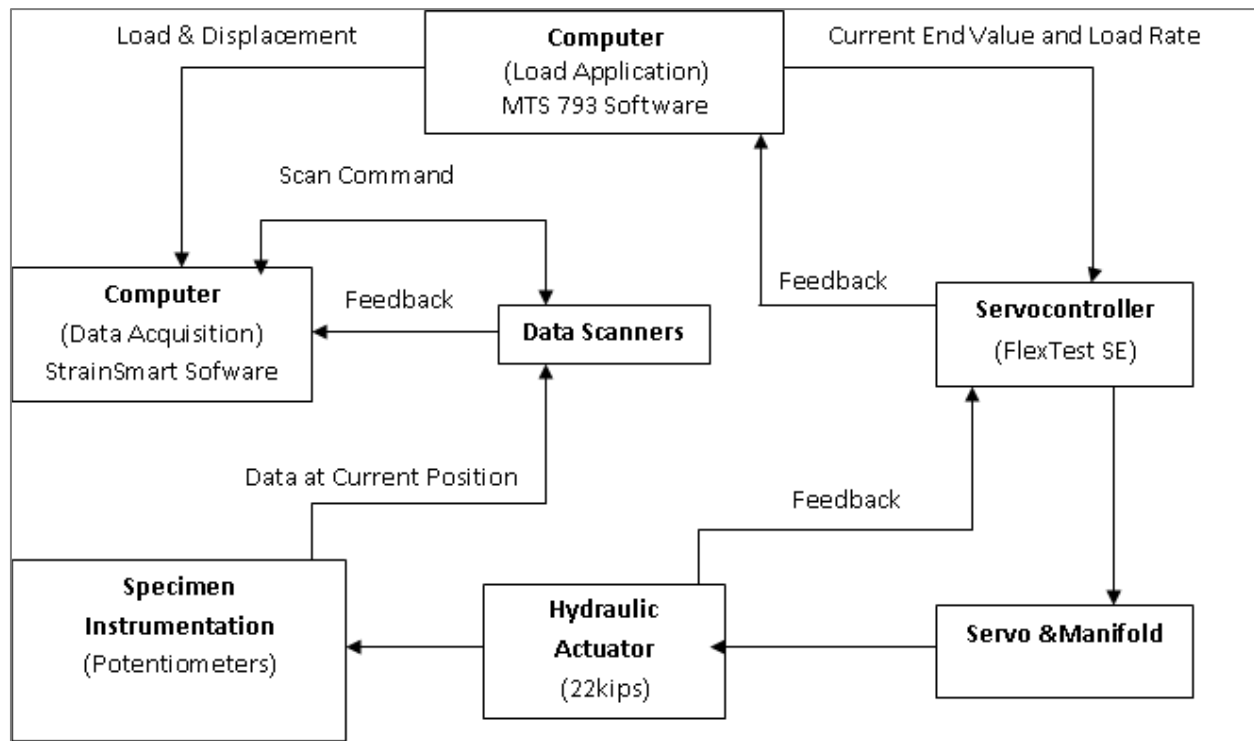 Load & Displacement
Computer
(Load Application)
MTS 793 Software
Current End Value and Load Rate
Scan Command
Computer
(Data Acquisition)
StrainSmart Sofware
Feedback
Data Scanners
Feedback
Servocontroller
(FlexTest SE)
Data at Current Position
Feedback
Specimen
Instrumentation
(Potentiometers)
Hydraulic
Actuator
(22kips)
Servo &Manifold